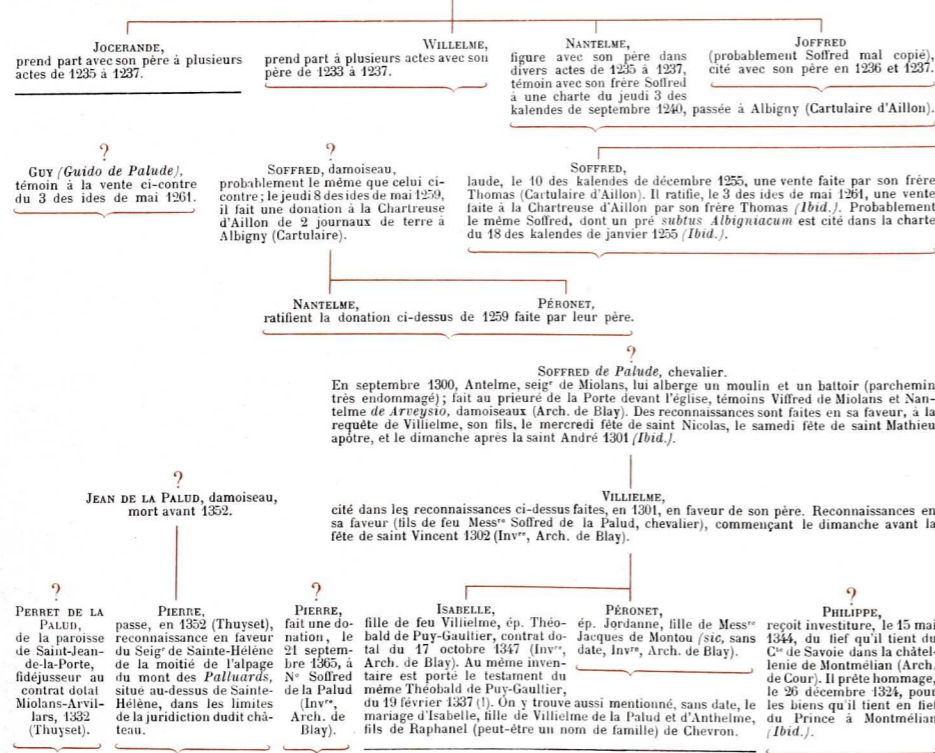 JOCERANDE,
prend part avec son père à plusieurs
actes de 1235 à 1237.
WILLELME,
prend part à plusieurs actes avec son
père de 1233 à 1237.
NANTELME,
figure avec son père dans
divers actes de 1235 à 1237,
témoin avec son frère Soffred
à une charte du jeudi 3 des
kalendes de septembre 1240, passée à Albigny (Cartulaire d'Aillon).
JOFFRED
(probablement Soffred mal copié),
cité avec son père en 1236 et 1237.
?
GUY (Guido de Palude),
témoin à la vente ci-contre
du 3 des ides de mai 1261.
?
SOFFRED, damoiseau,
probablement le même que celui ci-
contre; le jeudi 8 des ides de mai 1259,
il fait une donation à la Chartreuse
d'Aillon de 2 journaux de terre à
Albigny (Cartulaire).
SOFFRED,
laude, le 10 des kalendes de décembre 1255, une vente faite par son frère
Thomas (Cartulaire d'Aillon). Il ratifie, le 3 des ides de mai 1261, une vente
faite à la Chartreuse d'Aillon par son frère Thomas (Ibid.). Probablement
le même Soffred, dont un pré subtus Albigniacum est cité dans la charte
du 18 des kalendes de janvier 1255 (Ibid.).
NANTELME, PÉRONET,
ratifient la donation ci-dessus de 1259 faite par leur père.
?
SOFFRED de Palude, chevalier.
En septembre 1300, Antelme, seigr de Miolans, lui alberge un moulin et un battoir (parchemin
très endommagé); fait au prieuré de la Porte devant l'église, témoins Viffred de Miolans et Nan-
telme de Arveysio, damoiseaux (Arch. de Blay). Des reconnaissances sont faites en sa faveur, à la
requête de Villielme, son fils, le mercredi fête de saint Nicolas, le samedi fête de saint Mathieu
apôtre, et le dimanche après la saint André 1301 (Ibid.).
?
JEAN DE LA PALUD, damoiseau,
mort avant 1352.
VILLIELME,
cité dans les reconnaissances ci-dessus faites, en 1301, en faveur de son père. Reconnaissances en
sa faveur (fils de feu Messre Soffred de la Palud, chevalier), commençant le dimanche avant la
fête de saint Vincent 1302 (Invre, Arch. de Blay).
?
PERRET DE LA
PALUD,
de la paroisse
de Saint-Jean-
de-la-Porte,
fidéjusseur au
contrat dotal
Miolans-Arvil-
lars, 1332
(Thuyset).
PIERRE,
passe, en 1352 (Thuyset),
reconnaissance en faveur
du Seigr de Sainte-Hélène
de la moitié de l'alpage
du mont des Palluards,
situé au-dessus de Sainte-
Hélène, dans les limites
de la juridiction dudit châ-
teau.
?
PIERRE,
fait une do-
nation, le
21 septem-
bre 1365, à
Ne Soffred
de la Palud
(Invre,
Arch. de
Blay).
ISABELLE,
fille de feu Villielme, ép. Théo-
bald de Puy-Gaultier, contrat do-
tal du 17 octobre 1347 (Invre,
Arch. de Blay). Au même inven-
taire est porté le testament du
même Théobald de Puy-Gaultier,
du 19 février 1337 (!). On y trouve aussi mentionné, sans date, le
mariage d'Isabelle, fille de Villielme de la Palud et d'Anthelme,
fils de Raphanel (peut-être un nom de famille) de Chevron.
PÉRONET,
ép. Jordanne, fille de Messre
Jacques de Montou (sic, sans
date, Invre, Arch. de Blay).
?
PHILIPPE,
reçoit investiture, le 15 mai
1344, du fief qu'il tient du
Cte de Savoie dans la châtel-
lenie de Montmélian (Arch.
de Cour). Il prête hommage,
le 26 décembre 1324, pour
les biens qu'il tient en fief
du Prince à Montmélian
(Ibid.).